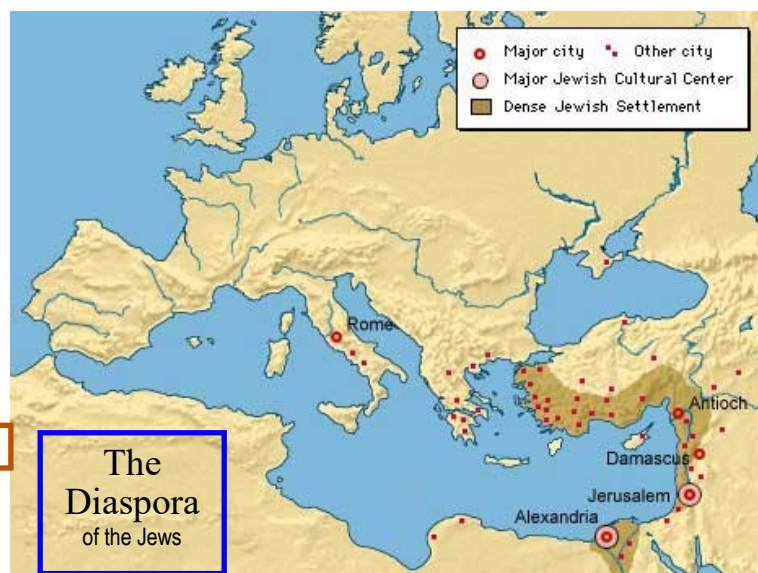 Major city Other city
Major Jewish Cultural Center
Dense Jewish Settlement
Rome
Antioch
Damascus
Jerusalem
Alexandria
The
Diaspora
of the Jews